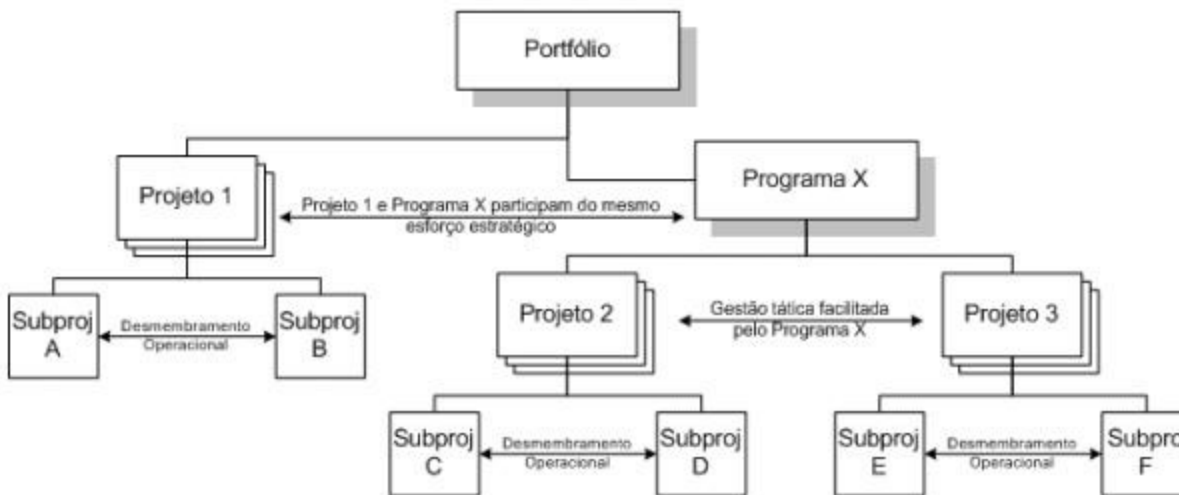 Portfólio
Projeto 1
Programa X
Projeto 1 e Programa X participam do mesmo
esforço estratégico
Subproj
A
Desmembramento
Operacional
Subproj
B
Projeto 2
Gestão tática facilitada
pelo Programa X
Projeto 3
Subproj
C
Desmembramento
Operacional
Subproj
D
Subproj
E
Desmembramento
Operacional
Subproj
F